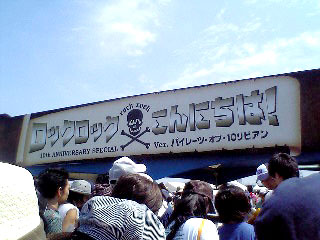 rock rock
ロックロックこんにちは!
10TH ANNIVERSARY SPECIAL
Ver. パイレーツ・オブ・10リビアン